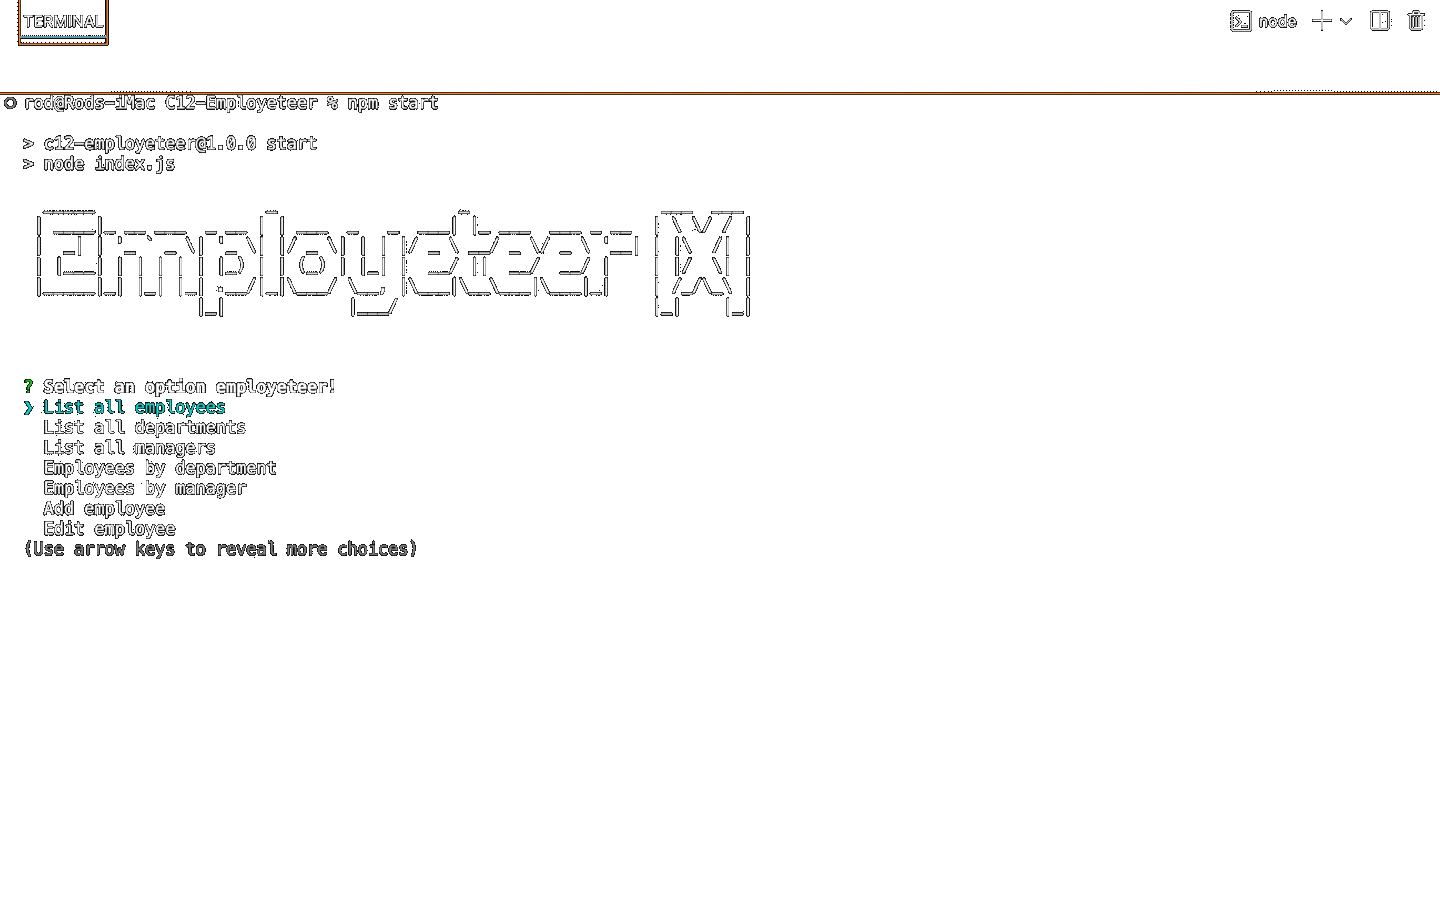 TERMINAL
node
rod@Rods-iMac C12-Employeteer % npm start
> c12-employeteer@1.0.0 start
> node index.js
Employeteer [X]
? Select an option employeteer!
❯ List all employees
List all departments
List all managers
Employees by department
Employees by manager
Add employee
Edit employee
(Use arrow keys to reveal more choices)